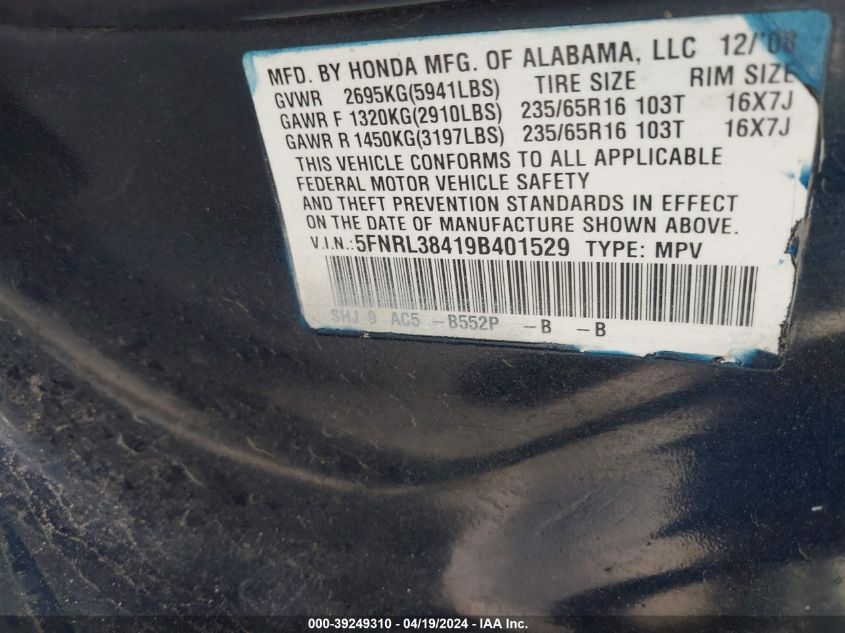 MFD. BY HONDA MFG. OF ALABAMA, LLC 12/'08
GVWR 2695KG(5941LBS) TIRE SIZE RIM SIZE
GAWR F 1320KG(2910LBS) 235/65R16 103T 16X7J
GAWR R 1450KG(3197LBS) 235/65R16 103T 16X7J
THIS VEHICLE CONFORMS TO ALL APPLICABLE
FEDERAL MOTOR VEHICLE SAFETY
AND THEFT PREVENTION STANDARDS IN EFFECT
ON THE DATE OF MANUFACTURE SHOWN ABOVE.
V.I.N.:5FNRL38419B401529 TYPE: MPV
SHJ 9 AC5 -B552P -B -B
000-39249310 - 04/19/2024 - IAA Inc.